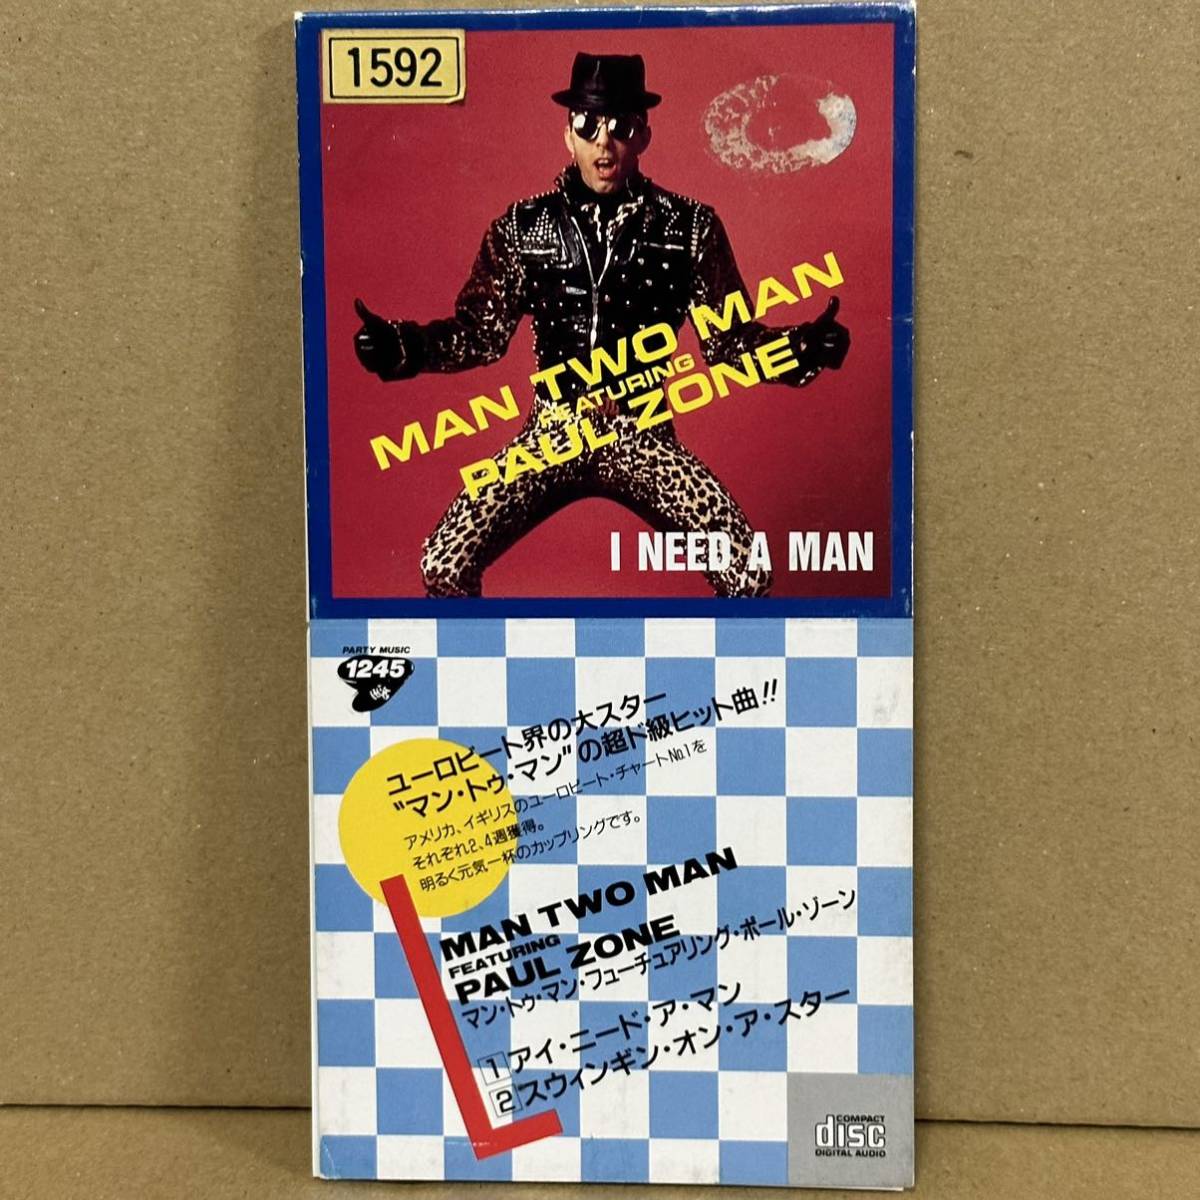 1592
MAN TWO MAN
FEATURING
PAUL ZONE
I NEED A MAN
PARTY MUSIC
1245
ユーロビート界の大スター
“マン・トゥ・マン”の超ド級ヒット曲!!
アメリカ、イギリスのユーロビート・チャートNo.1を
それぞれ2、4週獲得。
明るく元気一杯のカップリングです。
MAN TWO MAN
FEATURING
PAUL ZONE
マン・トゥ・マン・フューチュアリング・ポール・ゾーン
1 アイ・ニード・ア・マン
2 スウィンギン・オン・ア・スター
COMPACT
disc
DIGITAL AUDIO